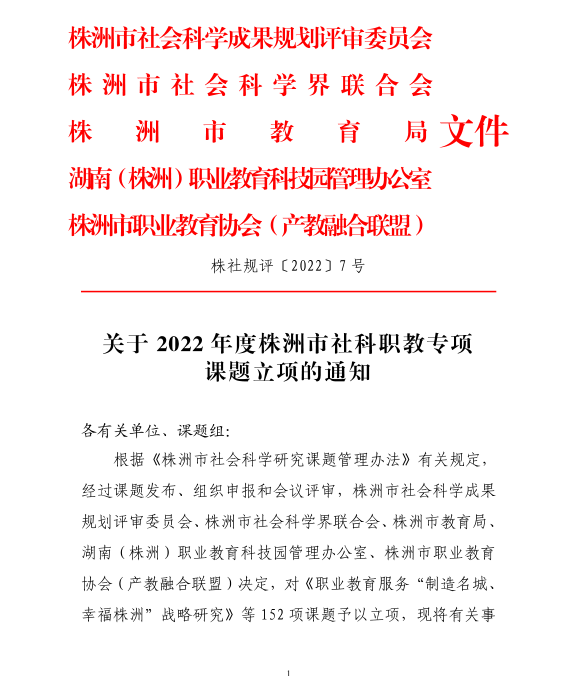 株洲市社会科学成果规划评审委员会
株洲市社会科学界联合会
株洲市教育局 文件
湖南（株洲）职业教育科技园管理办公室
株洲市职业教育协会（产教融合联盟）
株社规评〔2022〕7 号
关于 2022 年度株洲市社科职教专项
课题立项的通知
各有关单位、课题组：
根据《株洲市社会科学研究课题管理办法》有关规定，
经过课题发布、组织申报和会议评审，株洲市社会科学成果
规划评审委员会、株洲市社会科学界联合会、株洲市教育局、
湖南（株洲）职业教育科技园管理办公室、株洲市职业教育
协会（产教融合联盟）决定，对《职业教育服务“制造名城、
幸福株洲”战略研究》等 152 项课题予以立项，现将有关事
1